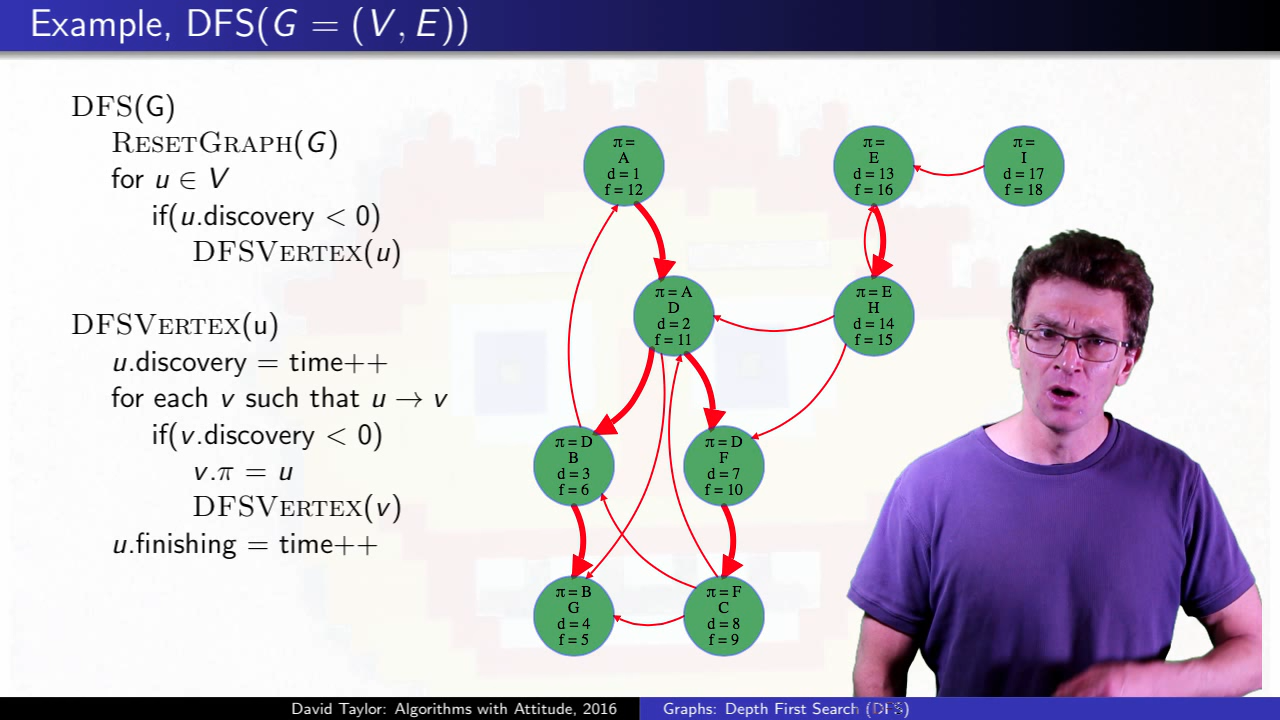 Example, DFS(G = (V, E))
DFS(G)
RESETGRAPH(G)
for u ∈ V
if(u.discovery < 0)
DFSVERTEX(u)
DFSVERTEX(u)
u.discovery = time++
for each v such that u → v
if(v.discovery < 0)
v.π = u
DFSVERTEX(v)
u.finishing = time++
π =
A
d = 1
f = 12
π =
E
d = 13
f = 16
π =
I
d = 17
f = 18
π = A
D
d = 2
f = 11
π = E
H
d = 14
f = 15
π = D
B
d = 3
f = 6
π = D
F
d = 7
f = 10
π = B
G
d = 4
f = 5
π = F
C
d = 8
f = 9
David Taylor: Algorithms with Attitude, 2016
Graphs: Depth First Search (DFS)